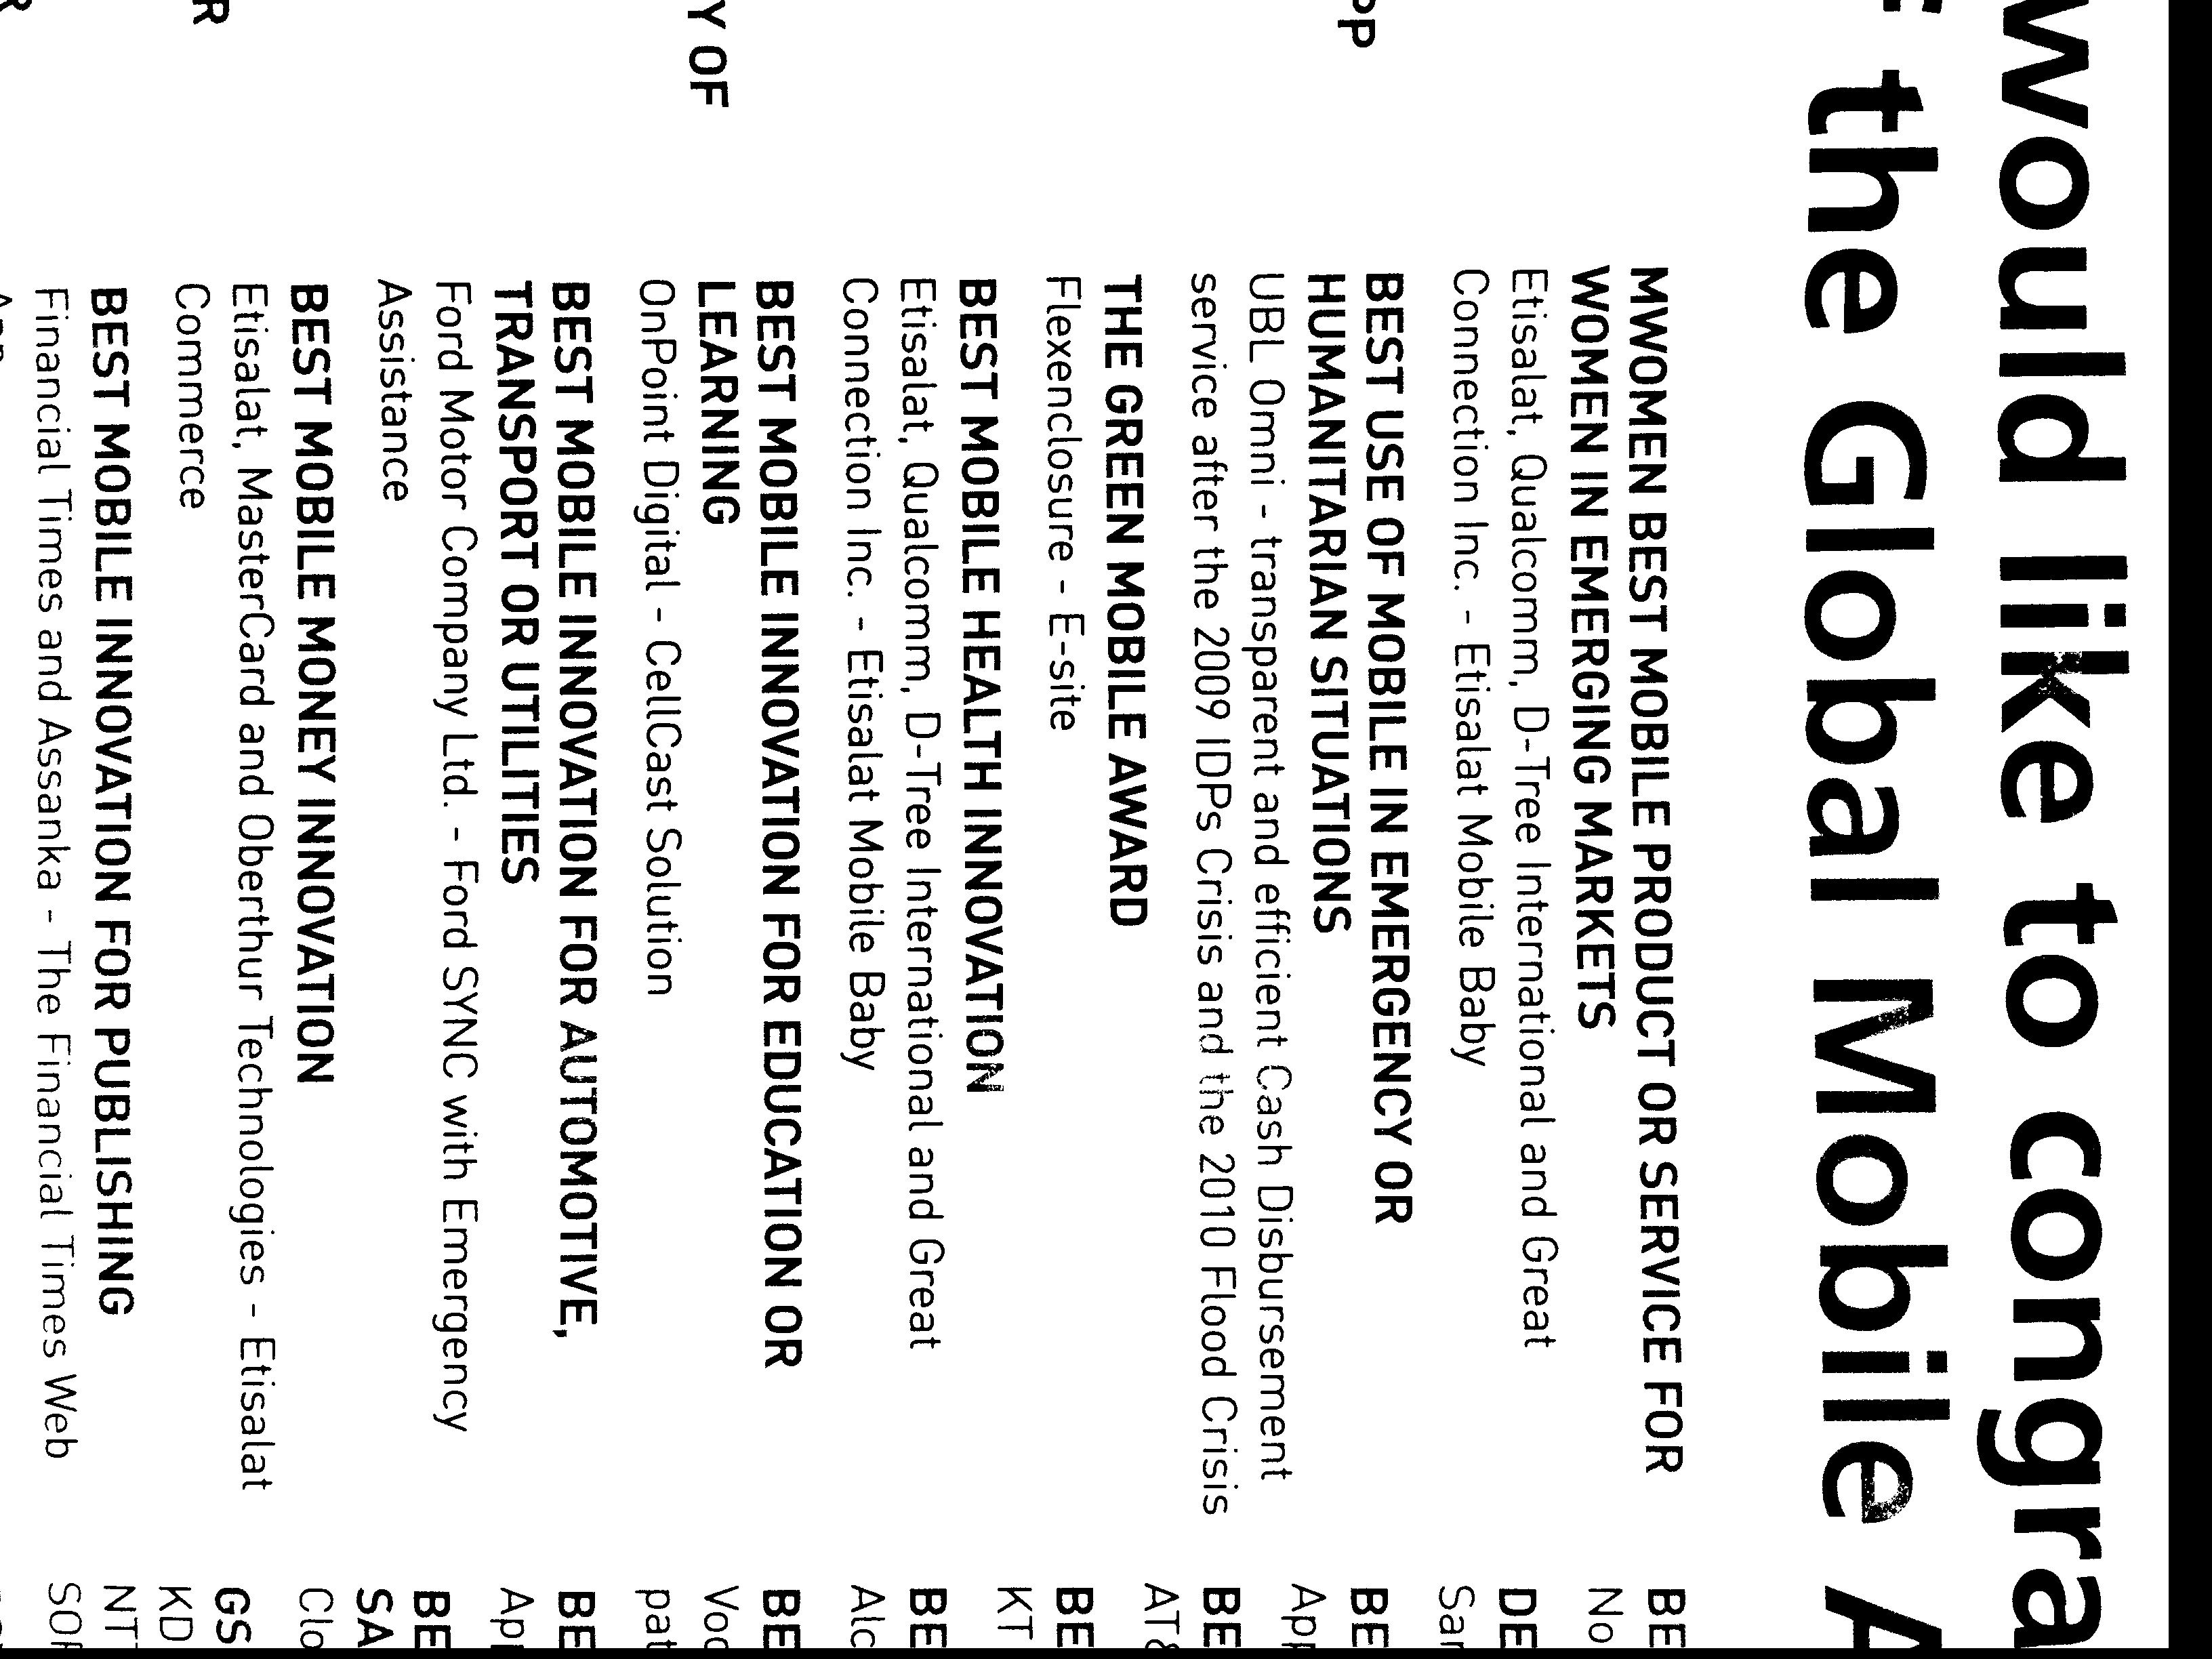 would like to congra
the Global Mobile A
PP
Y OF
R
MWOMEN BEST MOBILE PRODUCT OR SERVICE FOR
WOMEN IN EMERGING MARKETS
Etisalat, Qualcomm, D-Tree International and Great
Connection Inc. - Etisalat Mobile Baby
BEST USE OF MOBILE IN EMERGENCY OR
HUMANITARIAN SITUATIONS
UBL Omni - transparent and efficient Cash Disbursement
service after the 2009 IDPs Crisis and the 2010 Flood Crisis
THE GREEN MOBILE AWARD
Flexenclosure - E-site
BEST MOBILE HEALTH INNOVATION
Etisalat, Qualcomm, D-Tree International and Great
Connection Inc. - Etisalat Mobile Baby
BEST MOBILE INNOVATION FOR EDUCATION OR
LEARNING
OnPoint Digital - CellCast Solution
BEST MOBILE INNOVATION FOR AUTOMOTIVE,
TRANSPORT OR UTILITIES
Ford Motor Company Ltd. - Ford SYNC with Emergency
Assistance
BEST MOBILE MONEY INNOVATION
Etisalat, MasterCard and Oberthur Technologies - Etisalat
Commerce
BEST MOBILE INNOVATION FOR PUBLISHING
Financial Times and Assanka - The Financial Times Web
BE
No
DE
Sar
BE
App
BE
AT&
BE
KT
BE
Alc
BE
Voc
pat
BE
Ap
BE
SA
Clo
GS
KD
NT
SO